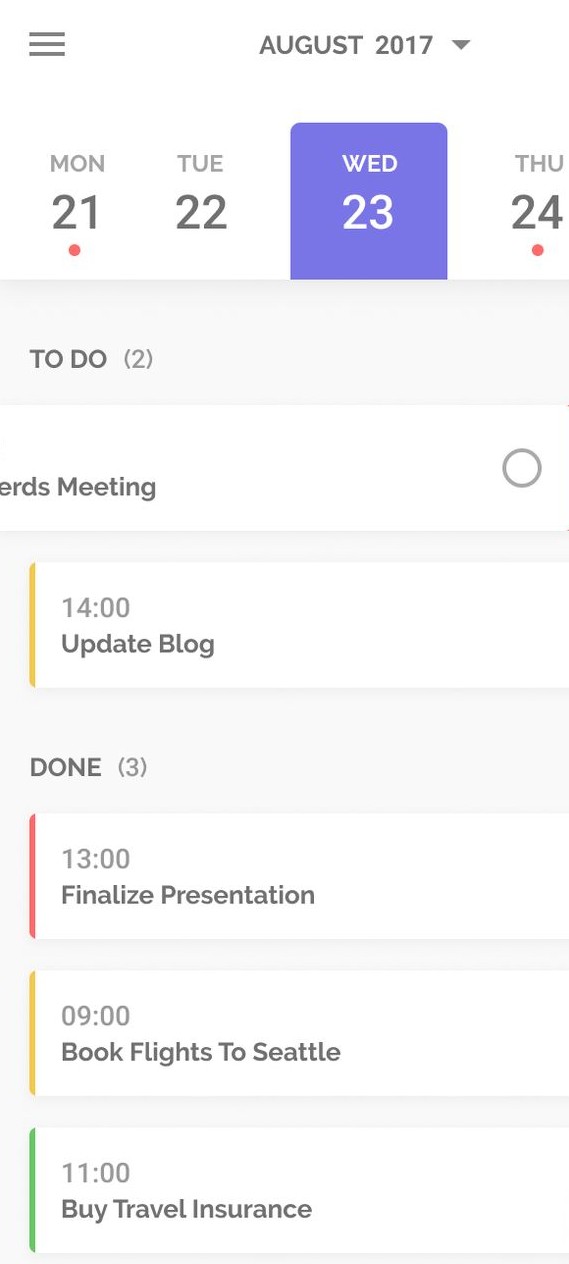 AUGUST 2017
MON TUE WED THU
21 22 23 24
TO DO (2)
erds Meeting
14:00
Update Blog
DONE (3)
13:00
Finalize Presentation
09:00
Book Flights To Seattle
11:00
Buy Travel Insurance